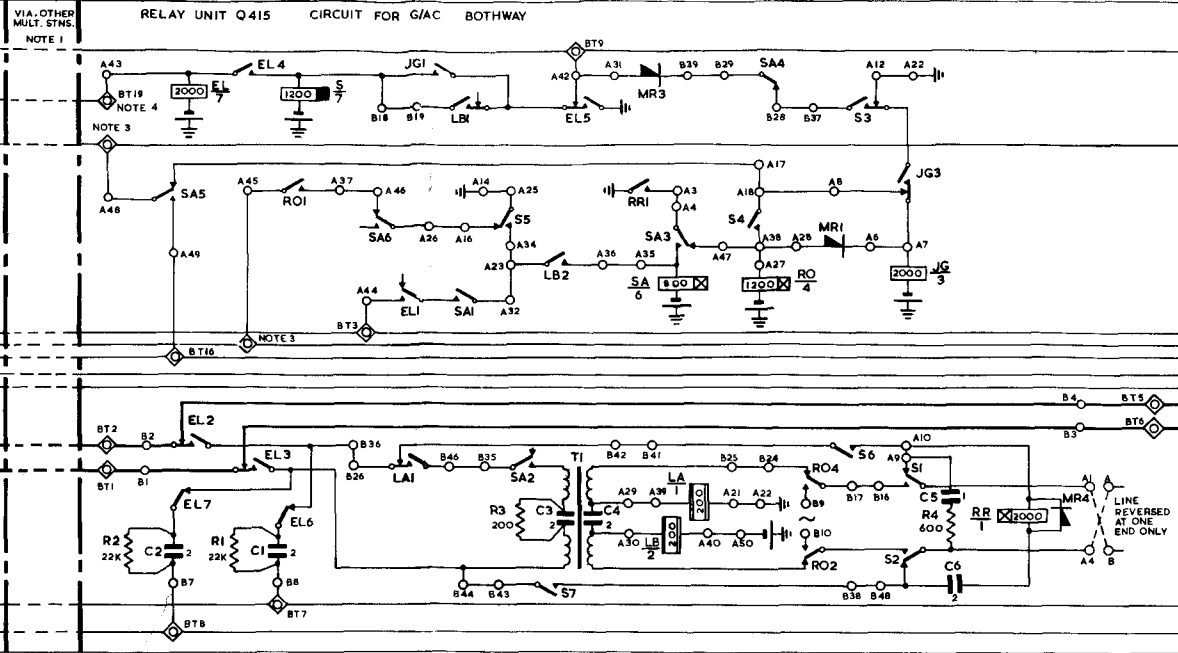 VIA. OTHER
MULT. STNS.
NOTE 1
RELAY UNIT Q415 CIRCUIT FOR G/AC BOTHWAY
BT9
A43
EL4
JG1
A42
A31
B39
B29
SA4
A12
A22
BT19
NOTE 4
2000
EL
7
1200
S
7
MR3
B18
B19
LB1
EL5
B28
B37
S3
NOTE 3
A17
JG3
SA5
A45
A37
A46
A14
A25
RR1
A3
A4
A18
A8
A48
RO1
S5
SA3
S4
MR1
SA6
A26
A16
A34
A47
A38
A28
A6
A7
A49
A23
LB2
A36
A35
A27
SA
6
800
1200
RO
4
2000
JG
3
A44
EL1
SA1
A32
BT3
NOTE 3
BT16
B4
BT5
B3
BT6
EL2
BT2
B2
B36
A10
S6
A9
EL3
B26
B46
B35
T1
B42
B41
B25
B24
RO4
S1
BT1
B1
LA1
SA2
LA
1
200
A29
A39
A21
A22
B17
B16
A1
A
EL7
EL6
R3
200
C3
2
C4
2
B9
C5
1
R4
600
RR
1
2000
MR4
LINE
REVERSED
AT ONE
END ONLY
R2
22K
C2
2
R1
22K
C1
2
A30
LB
2
200
A40
A50
B10
RO2
S2
C6
2
A4
B
B7
B8
B44
B43
S7
B38
B48
BT7
BT8